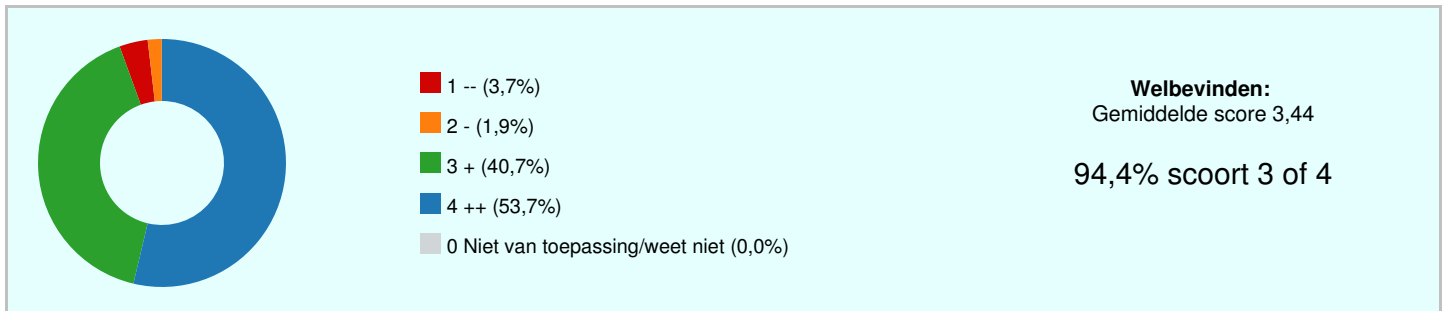 1 -- (3,7%)
2 - (1,9%)
3 + (40,7%)
4 ++ (53,7%)
0 Niet van toepassing/weet niet (0,0%)
Welbevinden:
Gemiddelde score 3,44
94,4% scoort 3 of 4